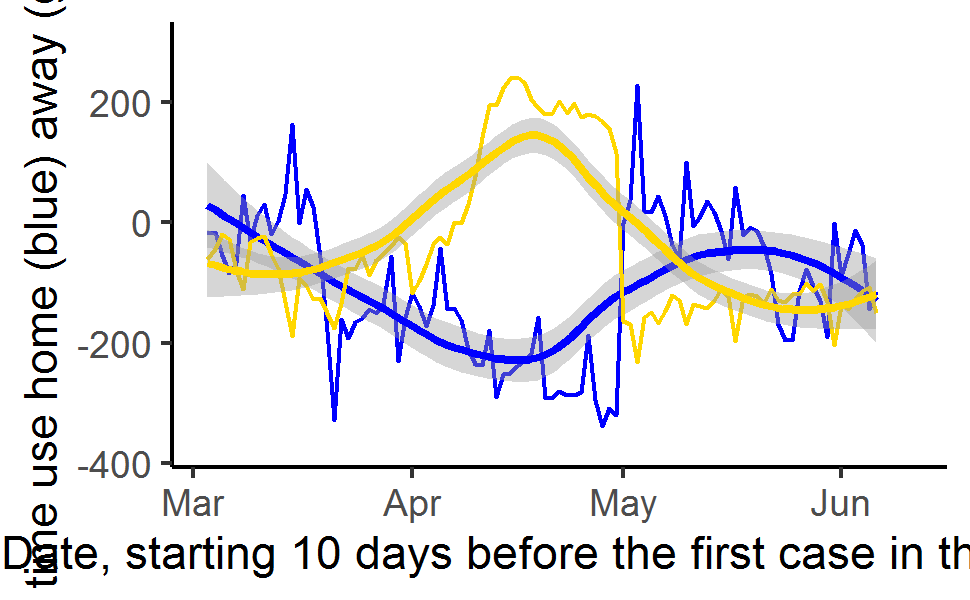 time use home (blue) away (g
200
0
-200
-400
Mar Apr May Jun
Date, starting 10 days before the first case in th